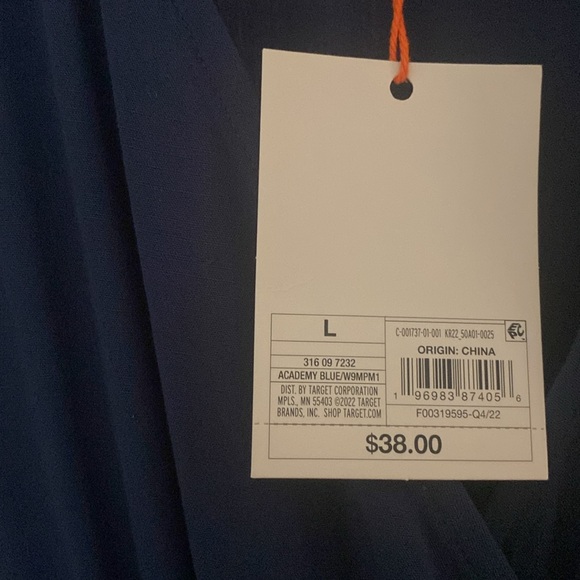 L
316 09 7232
ACADEMY BLUE/W9MPM1
DIST. BY TARGET CORPORATION
MPLS., MN 55403 ©2022 TARGET
BRANDS, INC. SHOP TARGET.COM
C-001737-01-001 KR22_50A01-0025
ORIGIN: CHINA
1 96983 87405 6
F00319595-Q4/22
$38.00